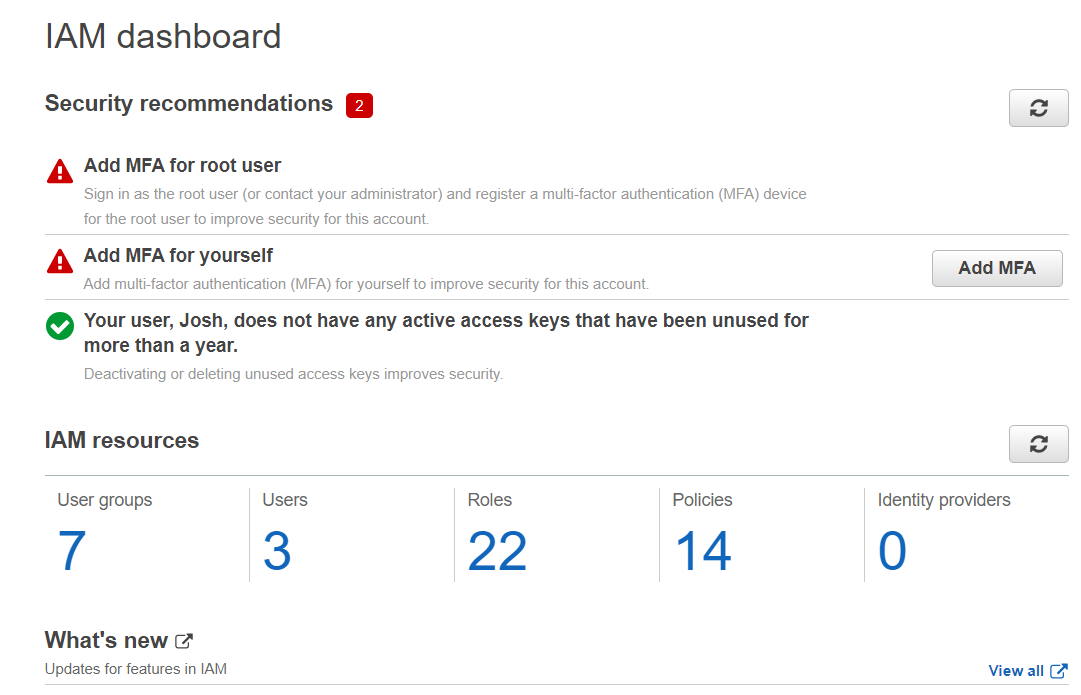 IAM dashboard
Security recommendations 2
Add MFA for root user
Sign in as the root user (or contact your administrator) and register a multi-factor authentication (MFA) device
for the root user to improve security for this account.
Add MFA for yourself
Add MFA
Add multi-factor authentication (MFA) for yourself to improve security for this account.
Your user, Josh, does not have any active access keys that have been unused for
more than a year.
Deactivating or deleting unused access keys improves security.
IAM resources
User groups Users Roles Policies Identity providers
7 3 22 14 0
What's new
Updates for features in IAM
View all